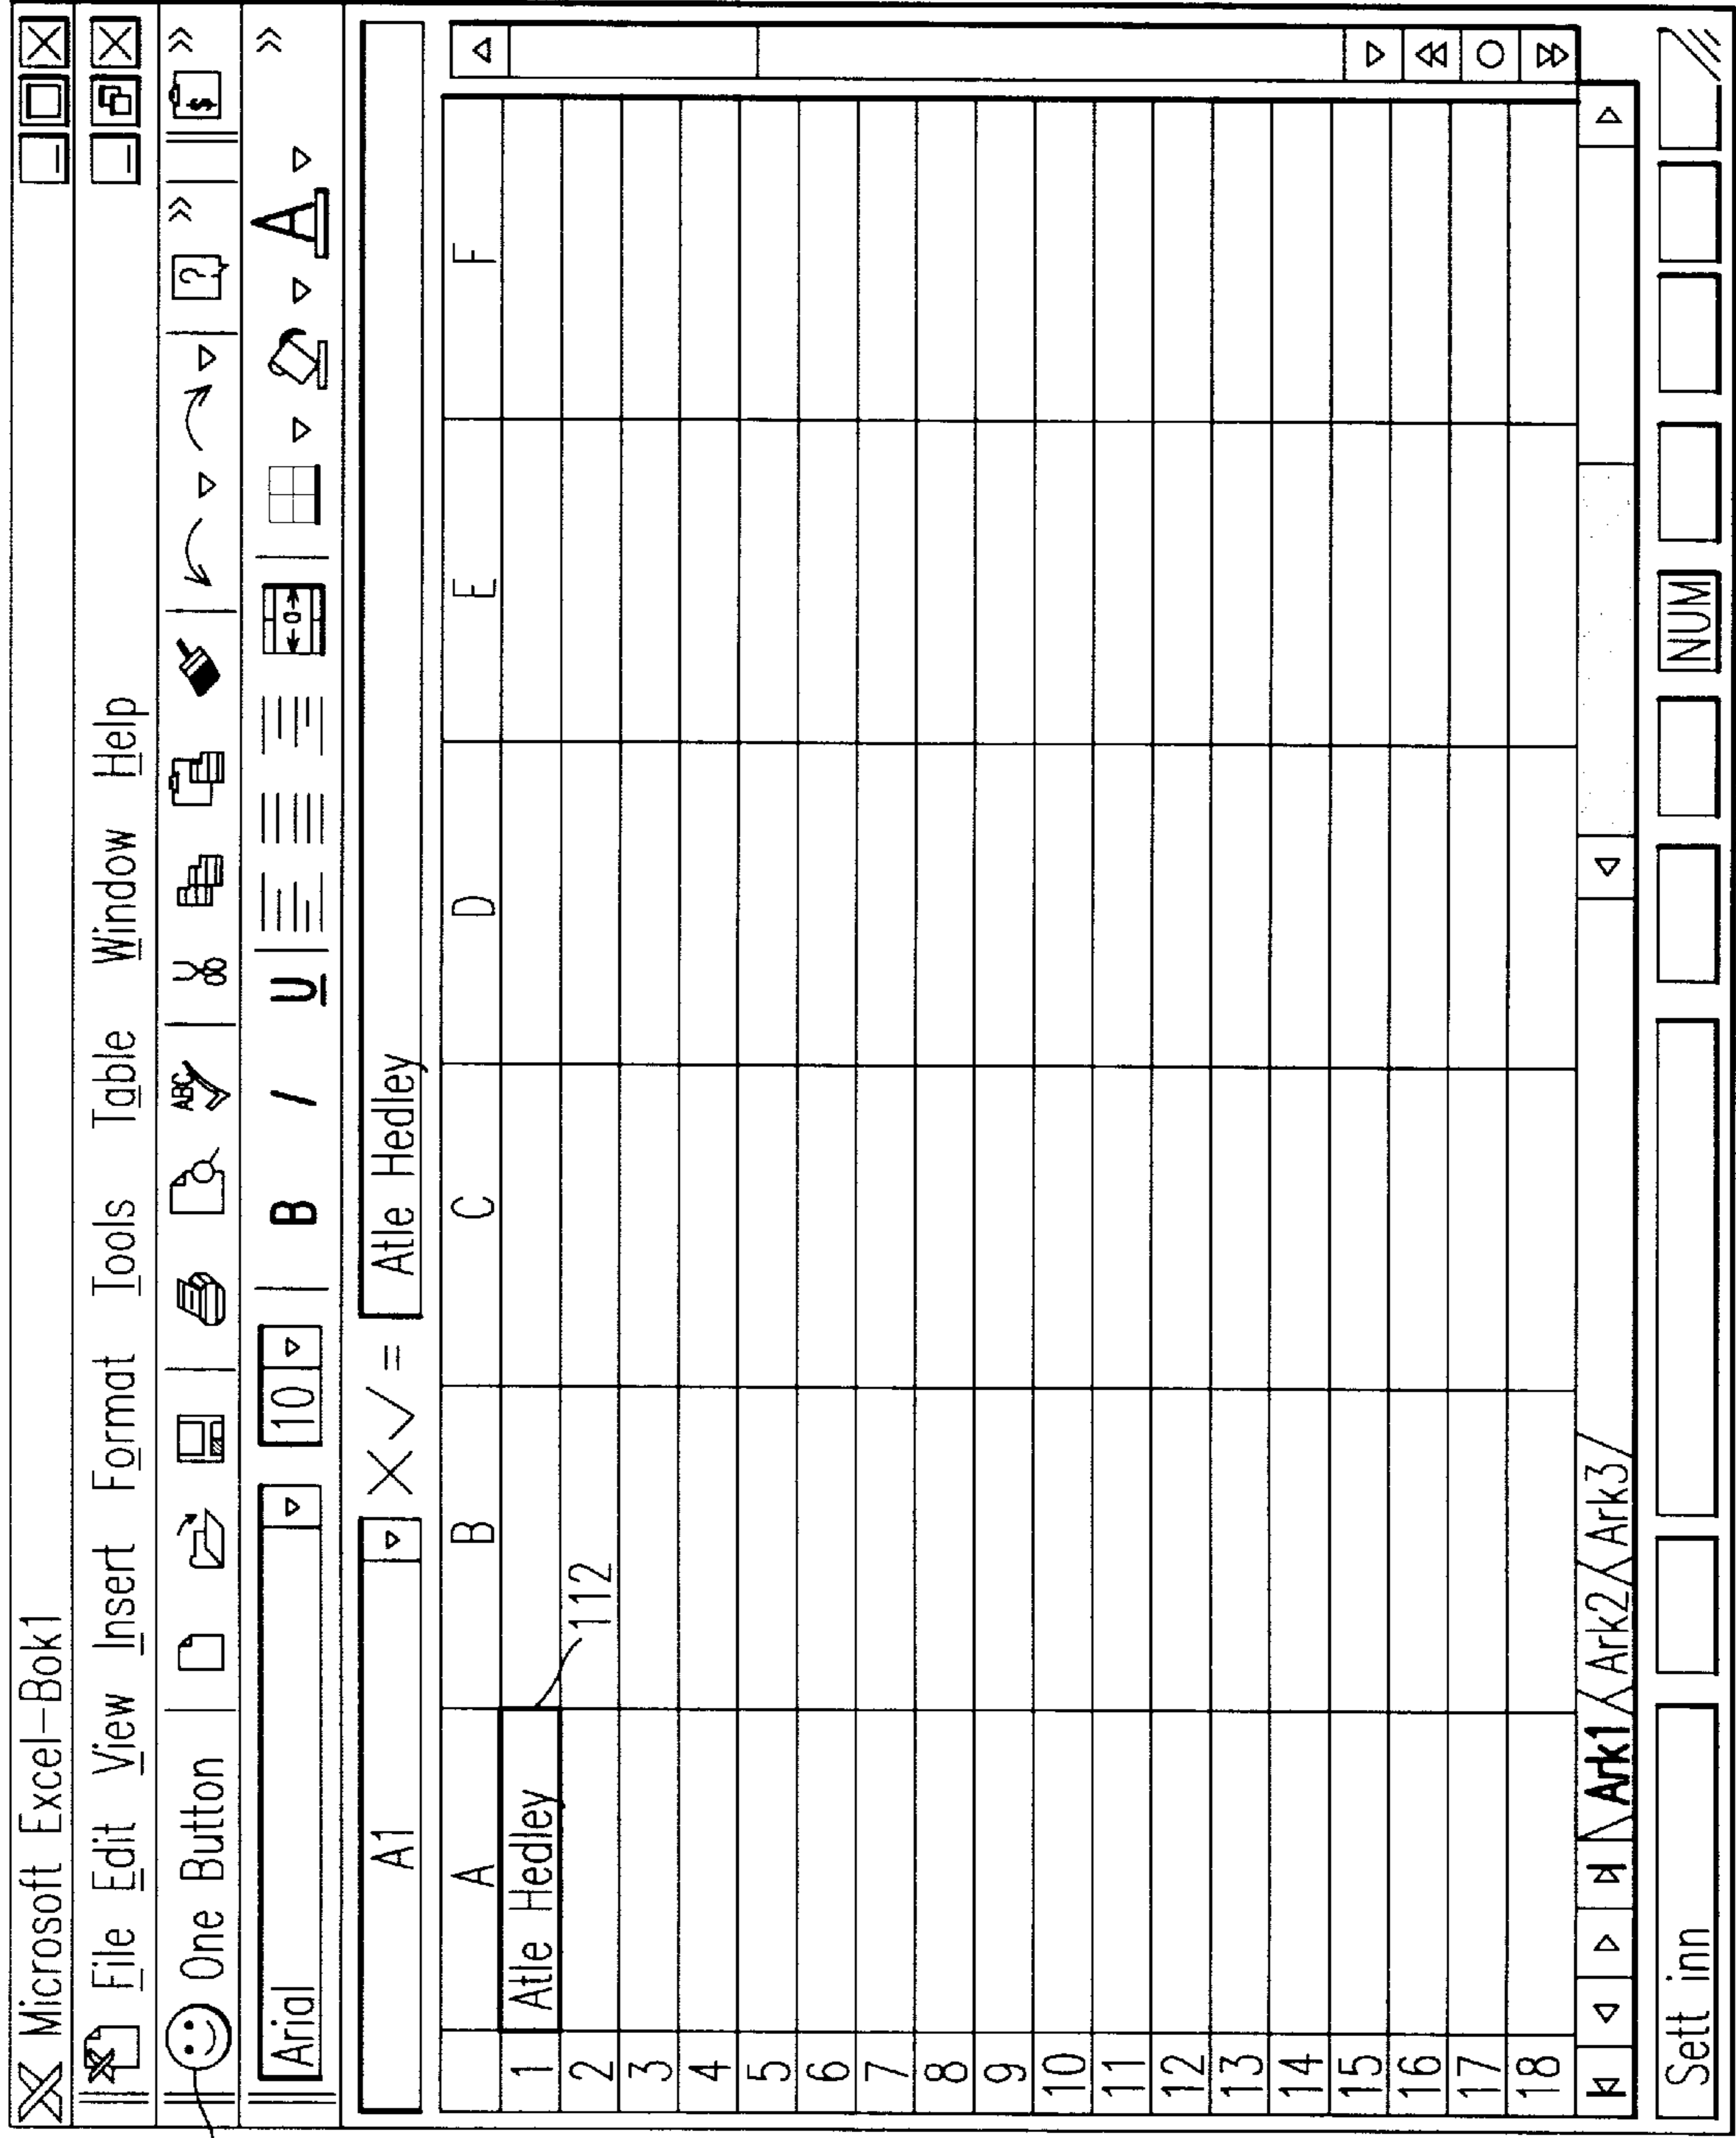 Microsoft Excel-Bok1
File Edit View Insert Format Tools Table Window Help
One Button ABC ? $
Arial 10 B / U a A
A1 = Atle Hedley
A B C D E F
1 Atle Hedley
112
2
3
4
5
6
7
8
9
10
11
12
13
14
15
16
17
18
Ark1 Ark2 Ark3
Sett inn NUM